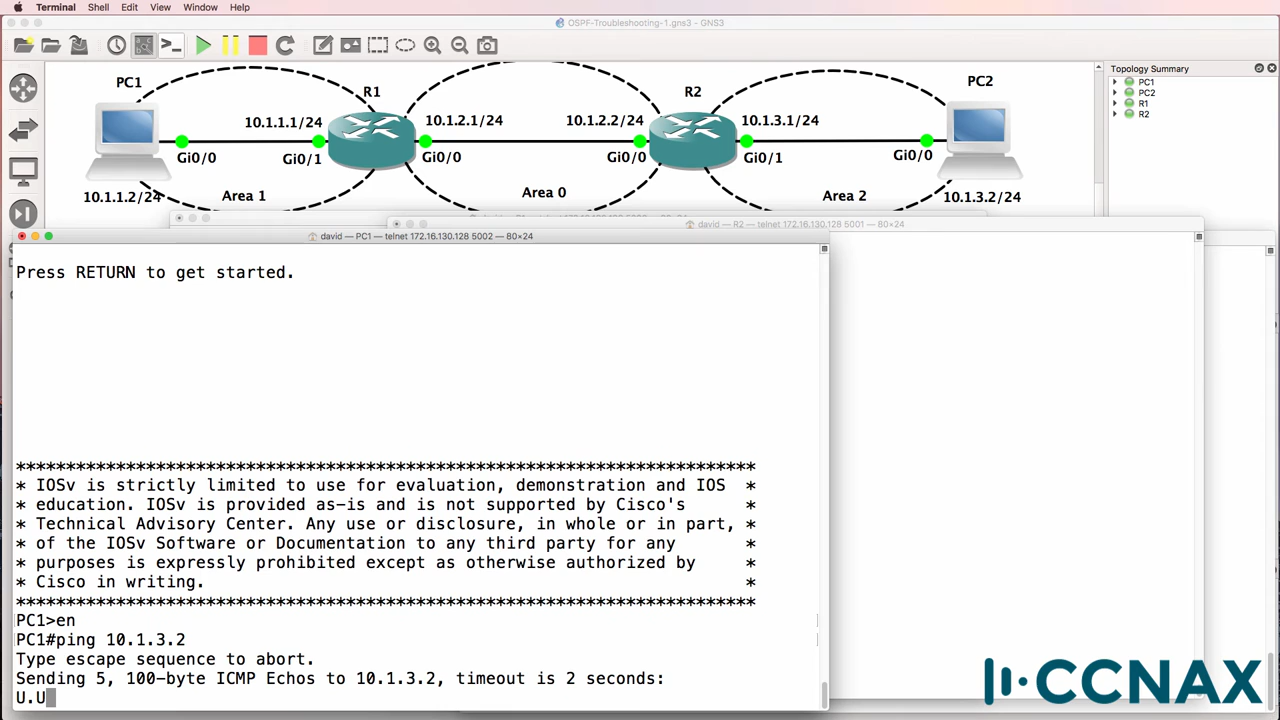 Terminal Shell Edit View Window Help
OSPF-Troubleshooting-1.gns3 — GNS3
Topology Summary
PC1
PC2
R1
R2
PC1
R1
R2
PC2
10.1.1.1/24
10.1.2.1/24
10.1.2.2/24
10.1.3.1/24
Gi0/0
Gi0/1
Gi0/0
Gi0/0
Gi0/1
Gi0/0
10.1.1.2/24
Area 1
Area 0
Area 2
10.1.3.2/24
david — R2 — telnet 172.16.130.128 5001 — 80×24
david — PC1 — telnet 172.16.130.128 5002 — 80×24
Press RETURN to get started.
**************************************************************************
* IOSv is strictly limited to use for evaluation, demonstration and IOS  *
* education. IOSv is provided as-is and is not supported by Cisco's      *
* Technical Advisory Center. Any use or disclosure, in whole or in part, *
* of the IOSv Software or Documentation to any third party for any       *
* purposes is expressly prohibited except as otherwise authorized by     *
* Cisco in writing.                                                      *
**************************************************************************
PC1>en
PC1#ping 10.1.3.2
Type escape sequence to abort.
Sending 5, 100-byte ICMP Echos to 10.1.3.2, timeout is 2 seconds:
U.U
CCNAX